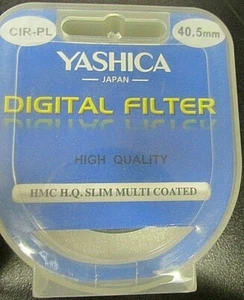 CIR-PL
40.5mm
YASHICA
JAPAN
DIGITAL FILTER
HIGH QUALITY
HMC H.Q. SLIM MULTI COATED